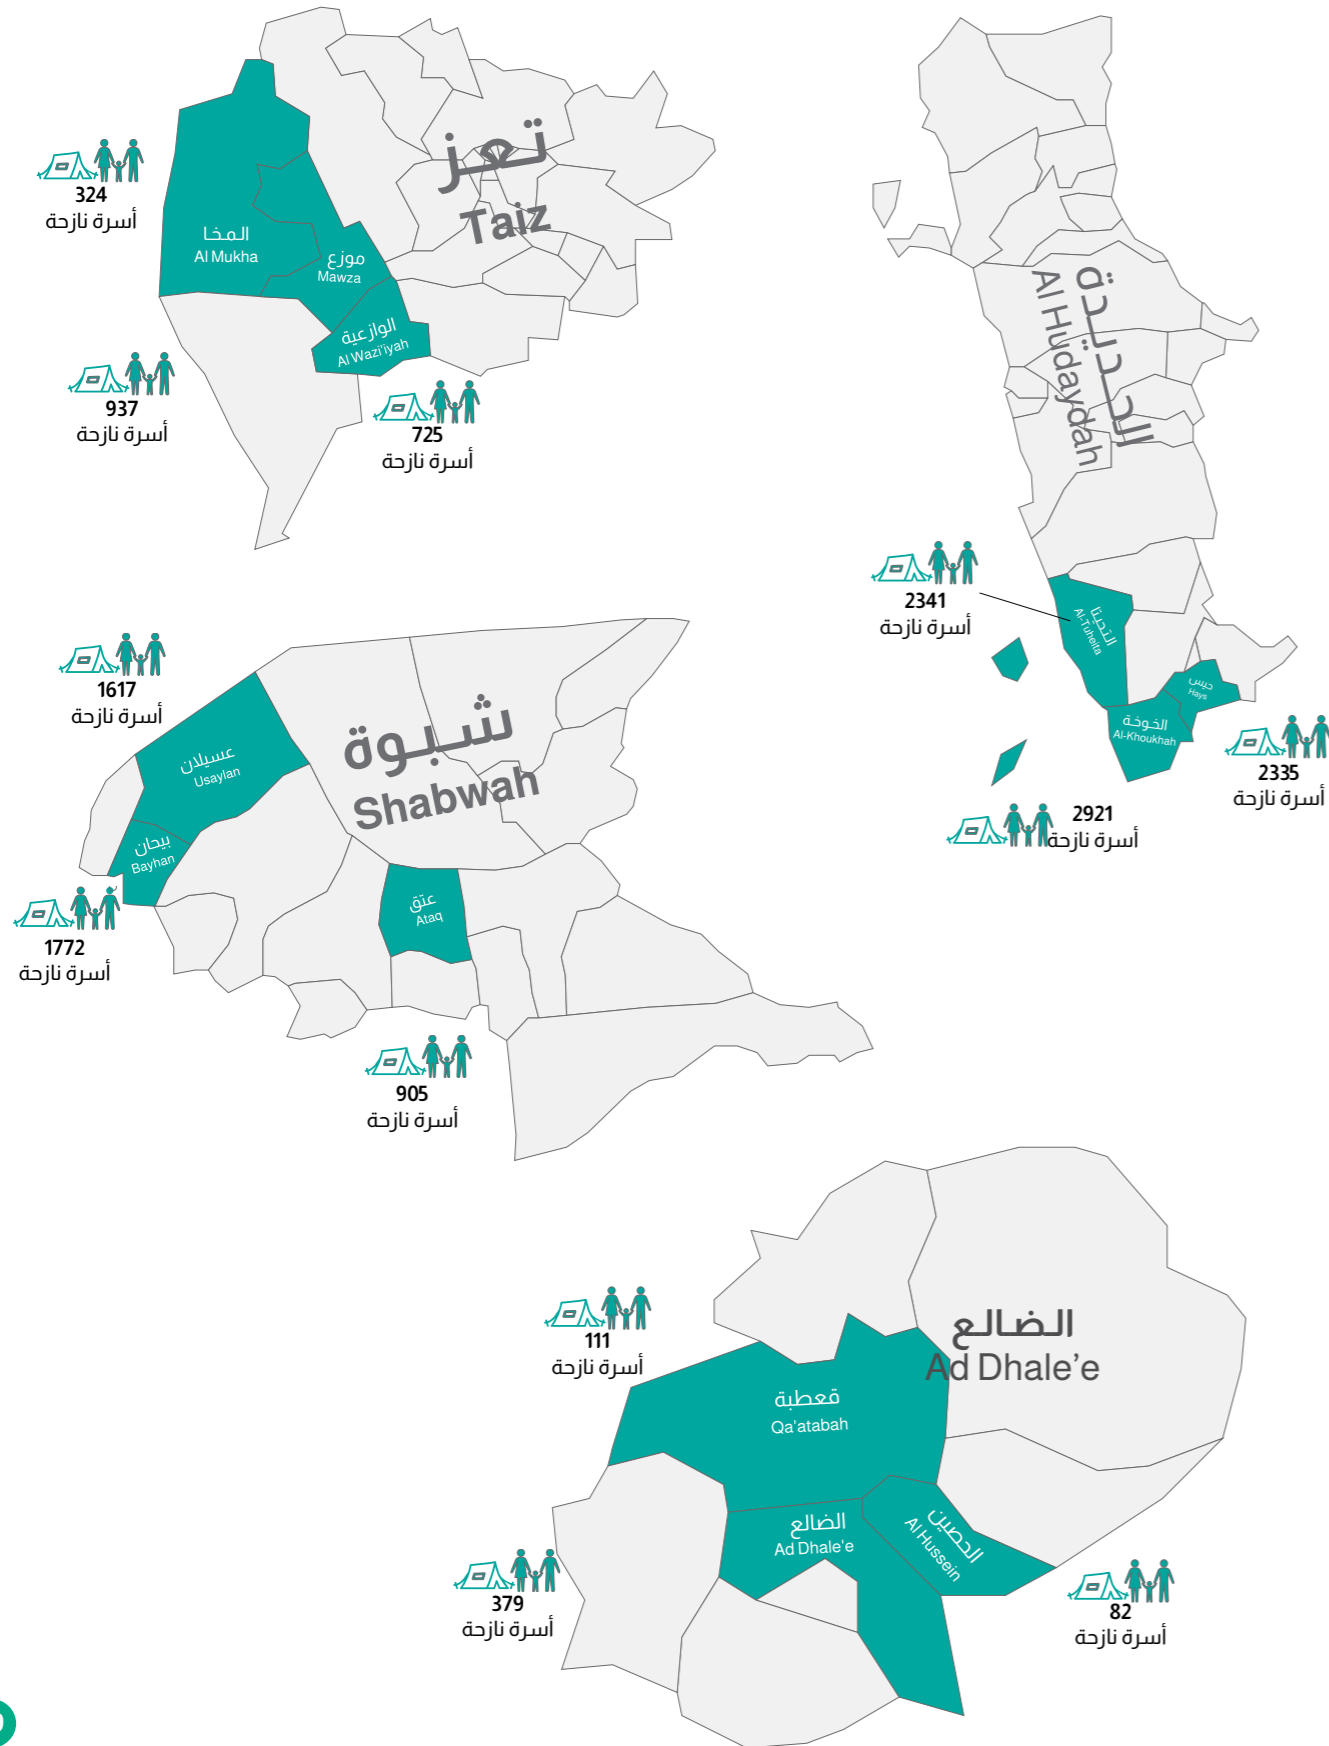 تعز
Taiz
324
أسرة نازحة
المخا
Al Mukha
موزع
Mawza
الوازعية
Al Wazi'iyah
937
أسرة نازحة
725
أسرة نازحة
الحديدة
Al Hudaydah
2341
أسرة نازحة
التحيتا
Al-Tuheita
حيس
Hays
الخوخة
Al-Khoukhah
2335
أسرة نازحة
2921
أسرة نازحة
1617
أسرة نازحة
شبوة
Shabwah
عسيلان
Usaylan
بيحان
Bayhan
عتق
Ataq
1772
أسرة نازحة
905
أسرة نازحة
111
أسرة نازحة
الضالع
Ad Dhale’e
قعطبة
Qa'atabah
الضالع
Ad Dhale'e
الحصين
Al Hussein
379
أسرة نازحة
82
أسرة نازحة